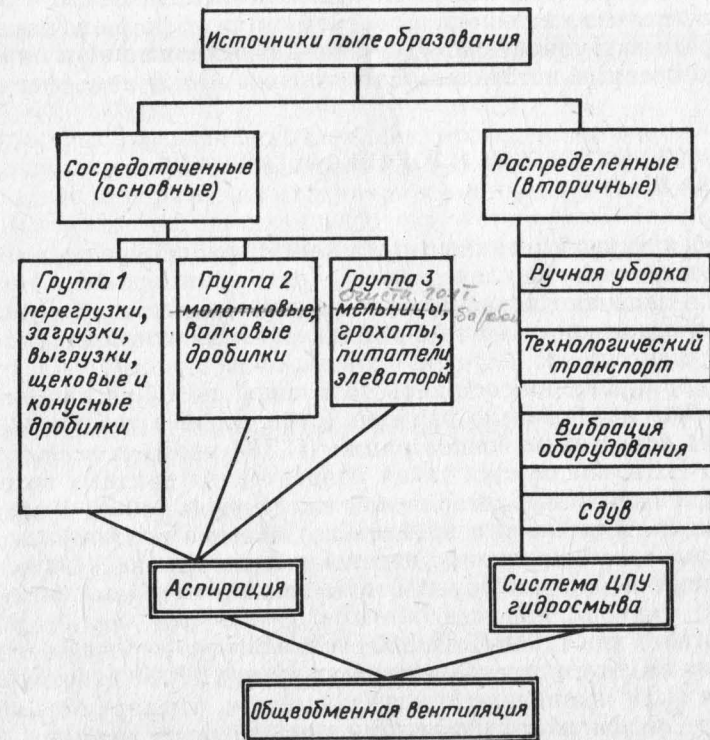 Источники пылеобразования
Сосредоточенные
(основные)
Распределенные
(вторичные)
Группа 1
перегрузки,
загрузки,
выгрузки,
щековые и
конусные
дробилки
Группа 2
молотковые,
валковые
дробилки
Группа 3
мельницы,
грохоты,
питатели,
элеваторы
Ручная уборка
Технологический
транспорт
Вибрация
оборудования
Сдув
Аспирация
Система ЦПУ
гидросмыва
Общеобменная вентиляция